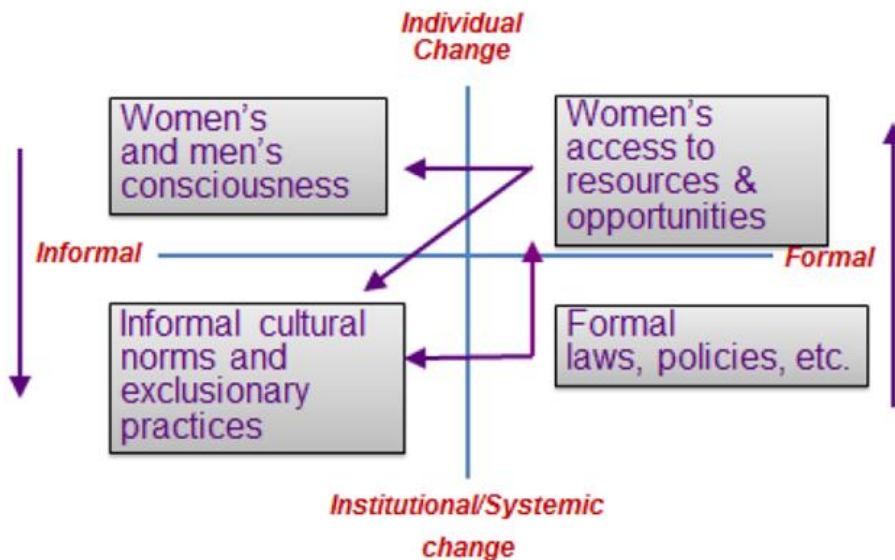 Individual
Change
Women's
and men's
consciousness
Women's
access to
resources &
opportunities
Informal
Formal
Informal cultural
norms and
exclusionary
practices
Formal
laws, policies, etc.
Institutional/Systemic
change